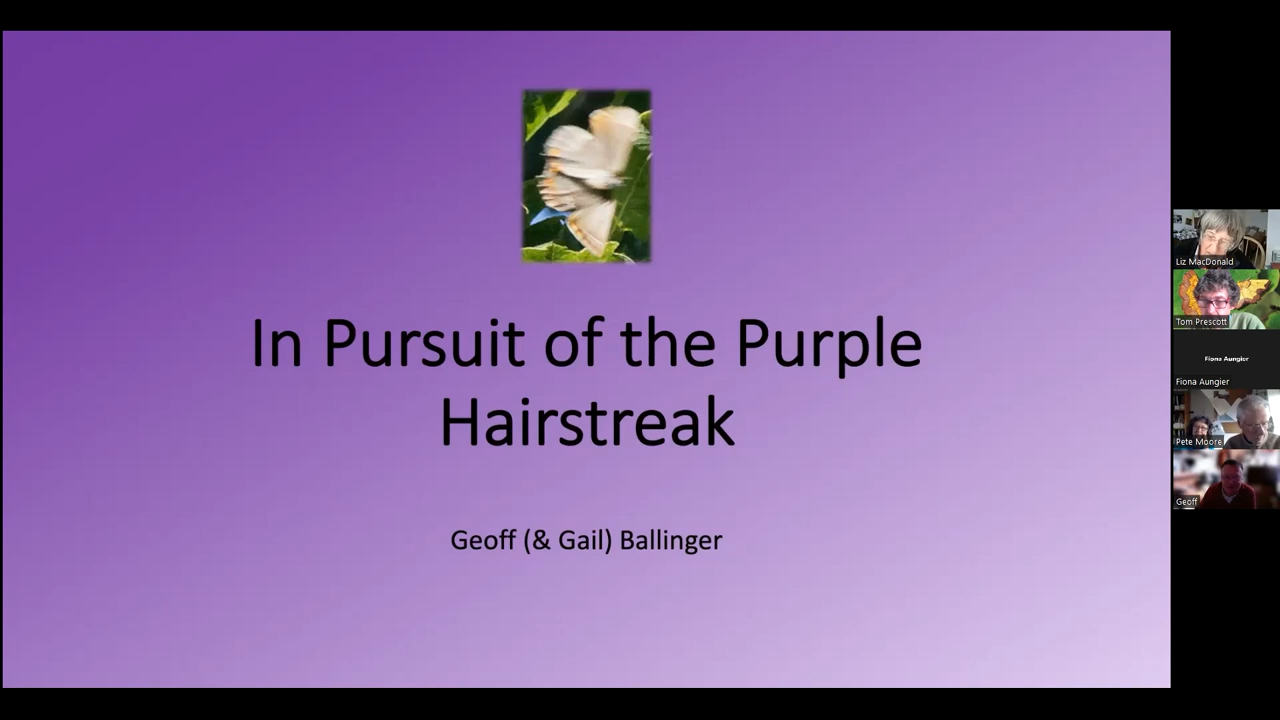 In Pursuit of the Purple
Hairstreak
Geoff (& Gail) Ballinger
Liz MacDonald
Tom Prescott
Fiona Aungier
Fiona Aungier
Pete Moore
Geoff